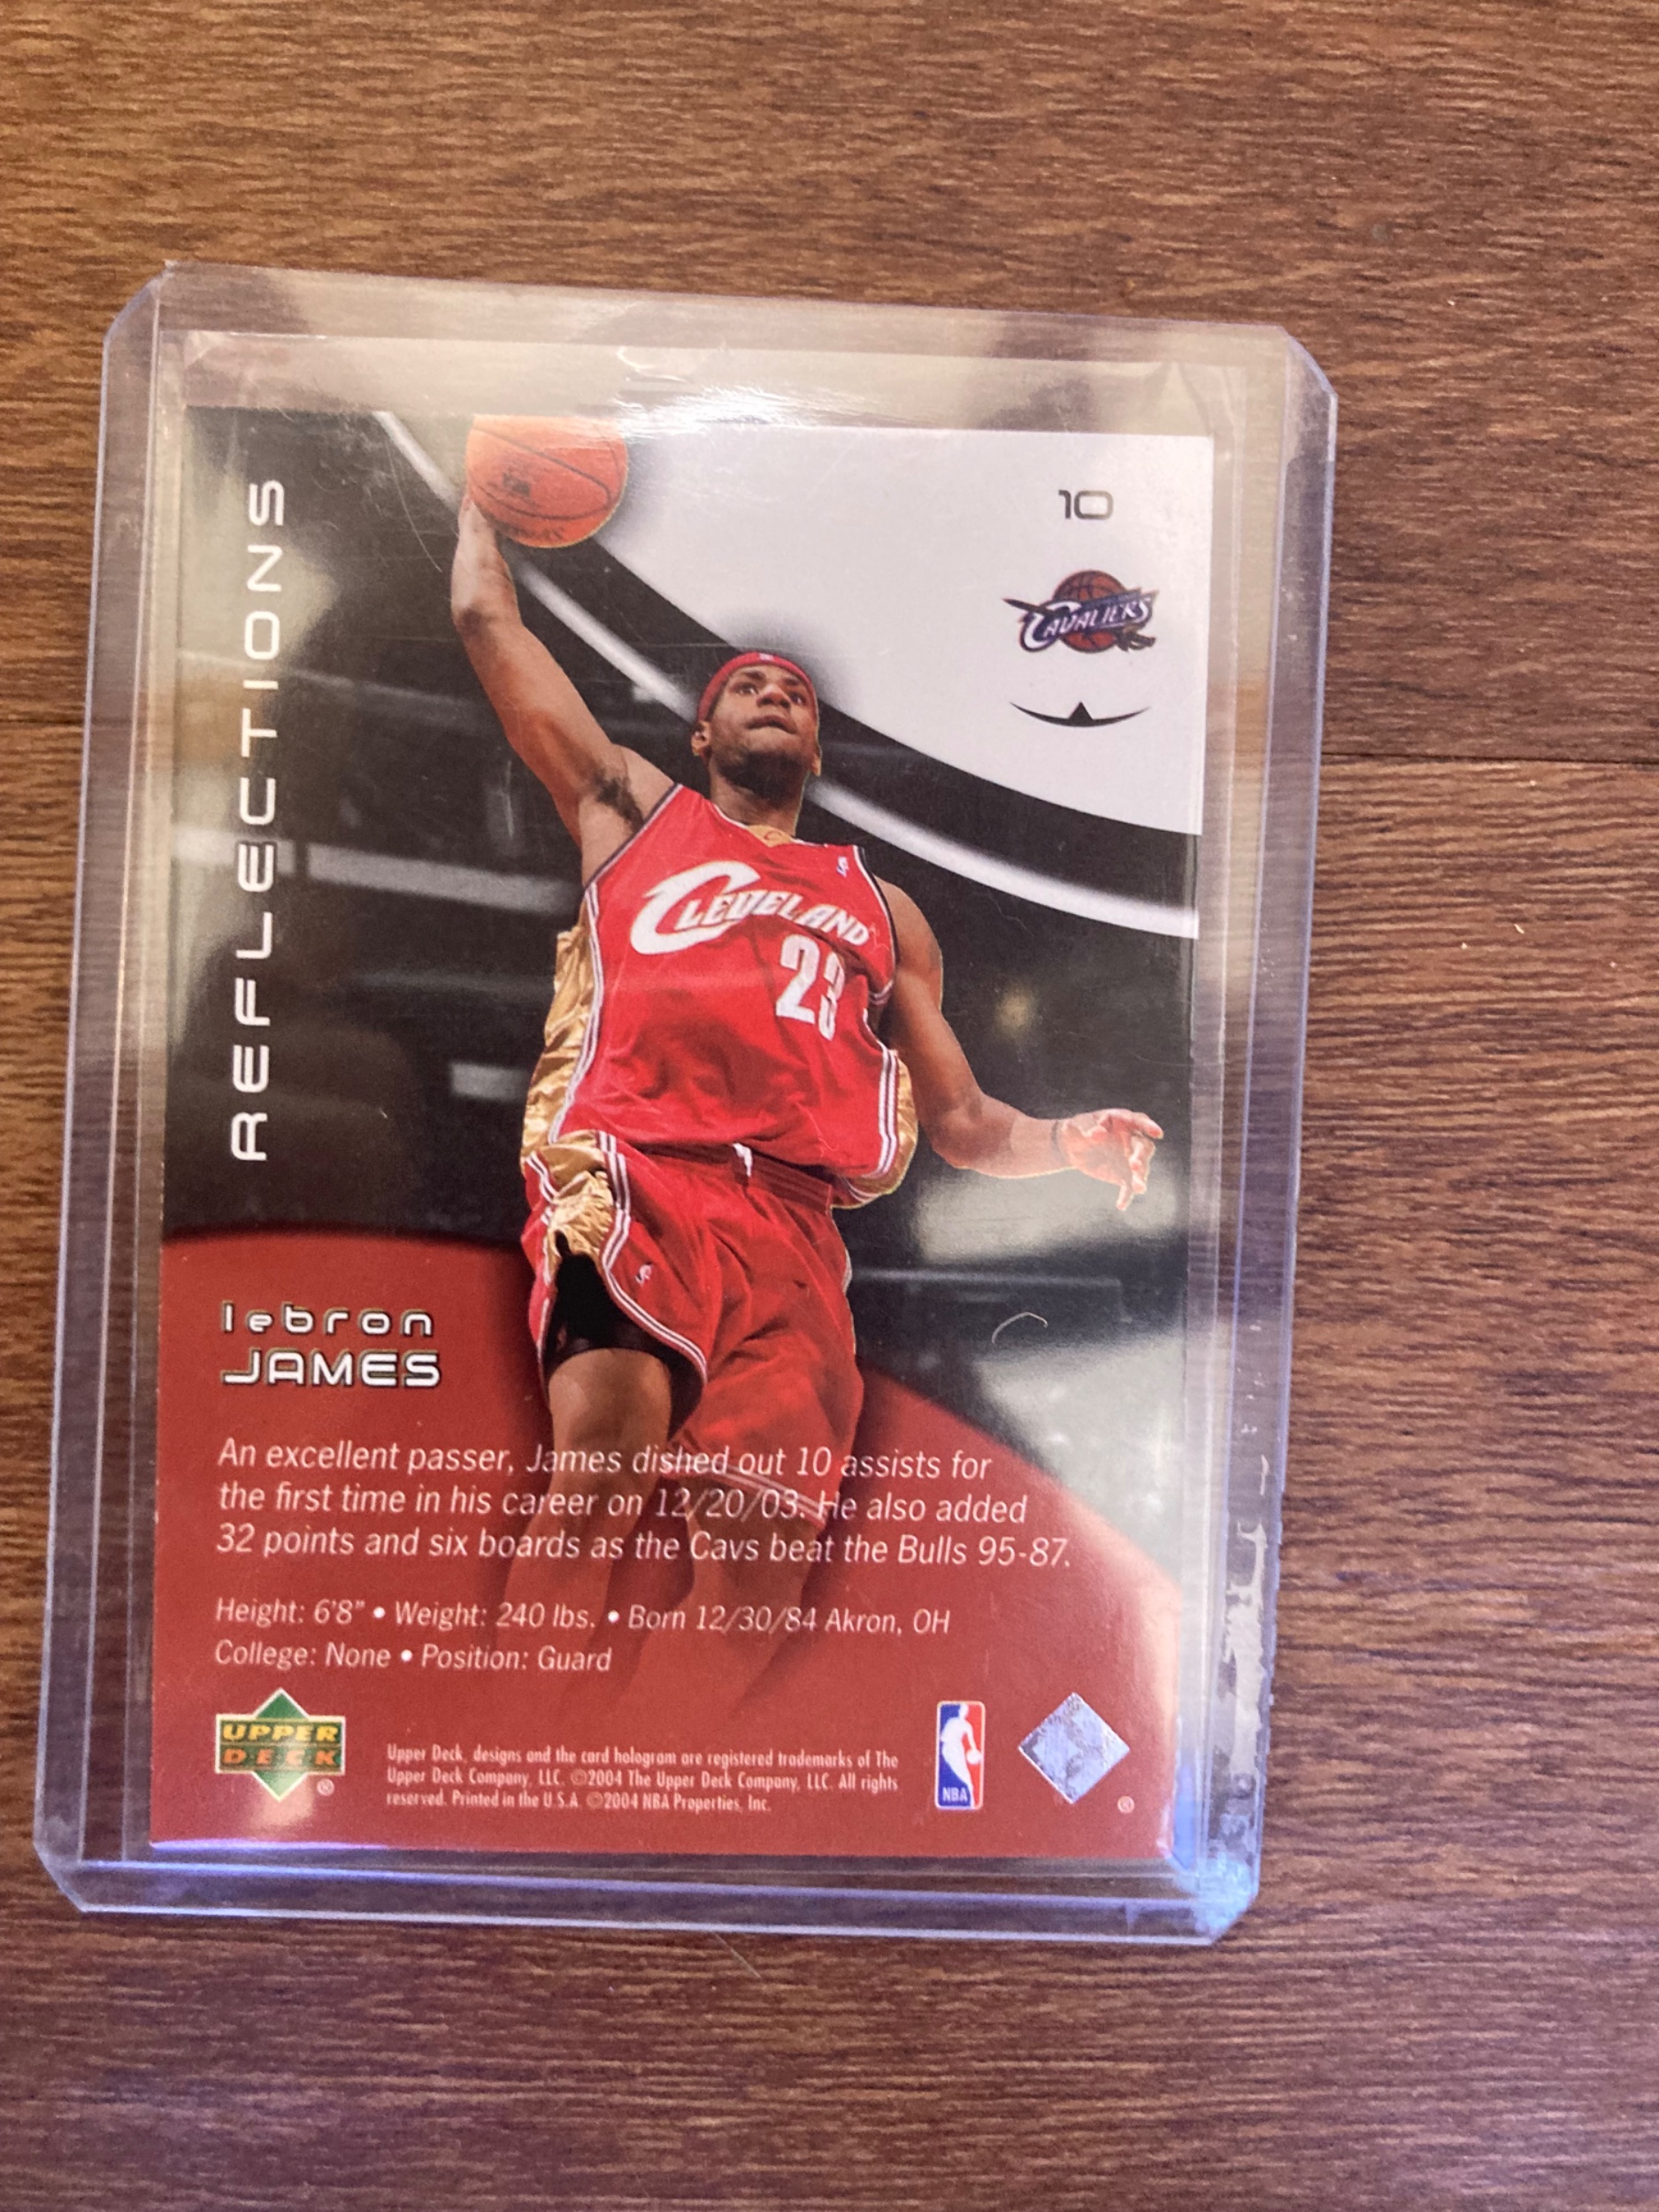 REFLECTIONS
10
CAVALIERS
CLEVELAND
23
lebron
JAMES
An excellent passer, James dished out 10 assists for
the first time in his career on 12/20/03. He also added
32 points and six boards as the Cavs beat the Bulls 95-87.
Height: 6'8" • Weight: 240 lbs. • Born 12/30/84 Akron, OH
College: None • Position: Guard
UPPER
DECK
®
Upper Deck, designs and the card hologram are registered trademarks of The
Upper Deck Company, LLC. ©2004 The Upper Deck Company, LLC. All rights
reserved. Printed in the U.S.A. ©2004 NBA Properties, Inc.
NBA
®